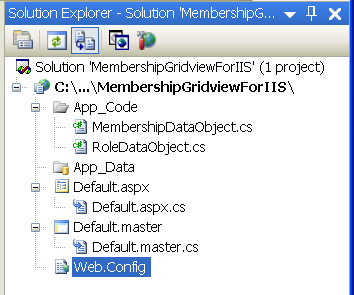 Solution Explorer - Solution 'MembershipG...
Solution 'MembershipGridviewForIIS' (1 project)
C:\...\MembershipGridviewForIIS\
App_Code
MembershipDataObject.cs
RoleDataObject.cs
App_Data
Default.aspx
Default.aspx.cs
Default.master
Default.master.cs
Web.Config